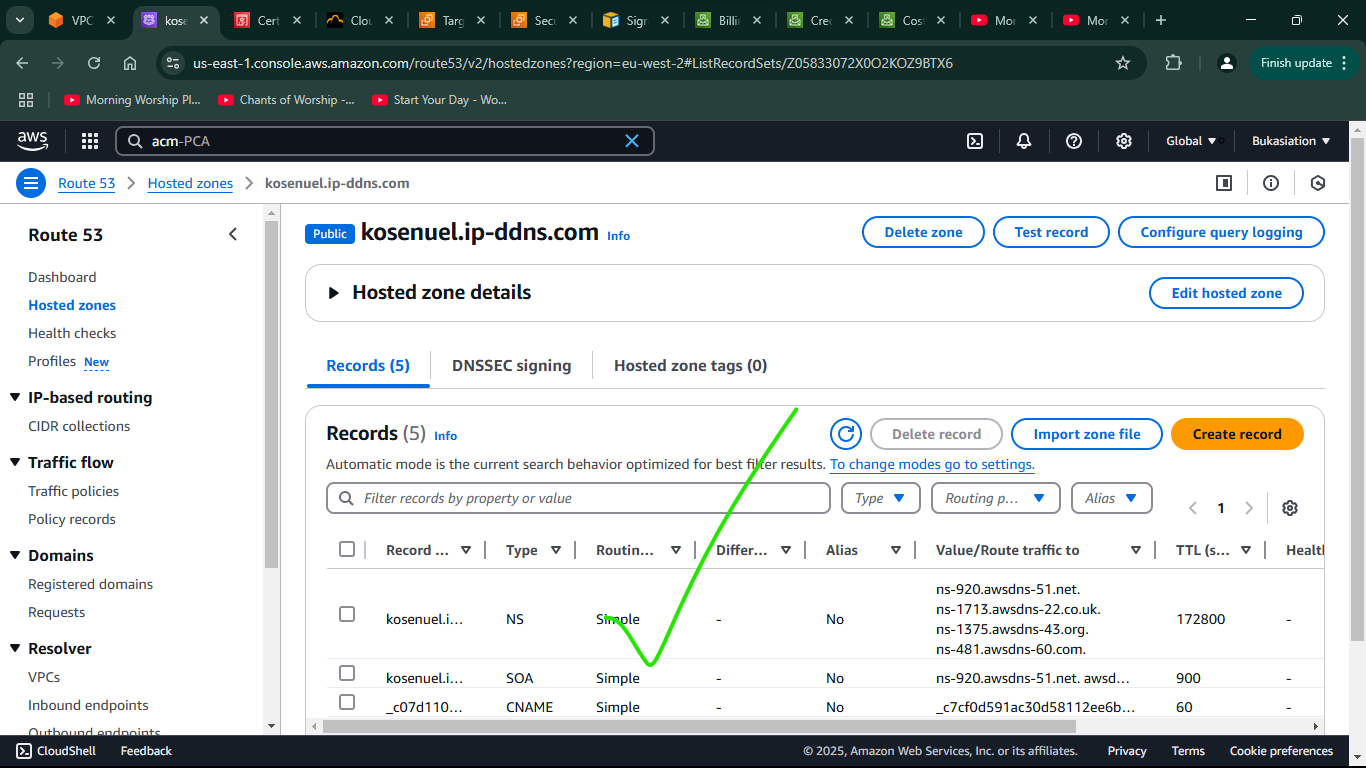 VPC
kose
Cert
Clou
Targ
Secu
Sign
Billin
Cred
Cost
Mor
Mor
us-east-1.console.aws.amazon.com/route53/v2/hostedzones?region=eu-west-2#ListRecordSets/Z05833072X0O2KOZ9BTX6
Finish update
Morning Worship Pl...
Chants of Worship -...
Start Your Day - Wo...
aws
acm-PCA
Global
Bukasiation
Route 53
Hosted zones
kosenuel.ip-ddns.com
Route 53
Dashboard
Hosted zones
Health checks
Profiles New
IP-based routing
CIDR collections
Traffic flow
Traffic policies
Policy records
Domains
Registered domains
Requests
Resolver
VPCs
Inbound endpoints
Outbound endpoints
Public kosenuel.ip-ddns.com Info
Delete zone
Test record
Configure query logging
Hosted zone details
Edit hosted zone
Records (5)
DNSSEC signing
Hosted zone tags (0)
Records (5) Info
Delete record
Import zone file
Create record
Automatic mode is the current search behavior optimized for best filter results. To change modes go to settings.
Filter records by property or value
Type
Routing p...
Alias
1
Record ... Type Routin... Differ... Alias Value/Route traffic to TTL (s... Healtl
kosenuel.i... NS Simple - No ns-920.awsdns-51.net.
ns-1713.awsdns-22.co.uk.
ns-1375.awsdns-43.org.
ns-481.awsdns-60.com. 172800 -
kosenuel.i... SOA Simple - No ns-920.awsdns-51.net. awsd... 900 -
_c07d110... CNAME Simple - No _c7cf0d591ac30d58112ee6b... 60 -
CloudShell
Feedback
© 2025, Amazon Web Services, Inc. or its affiliates.
Privacy
Terms
Cookie preferences